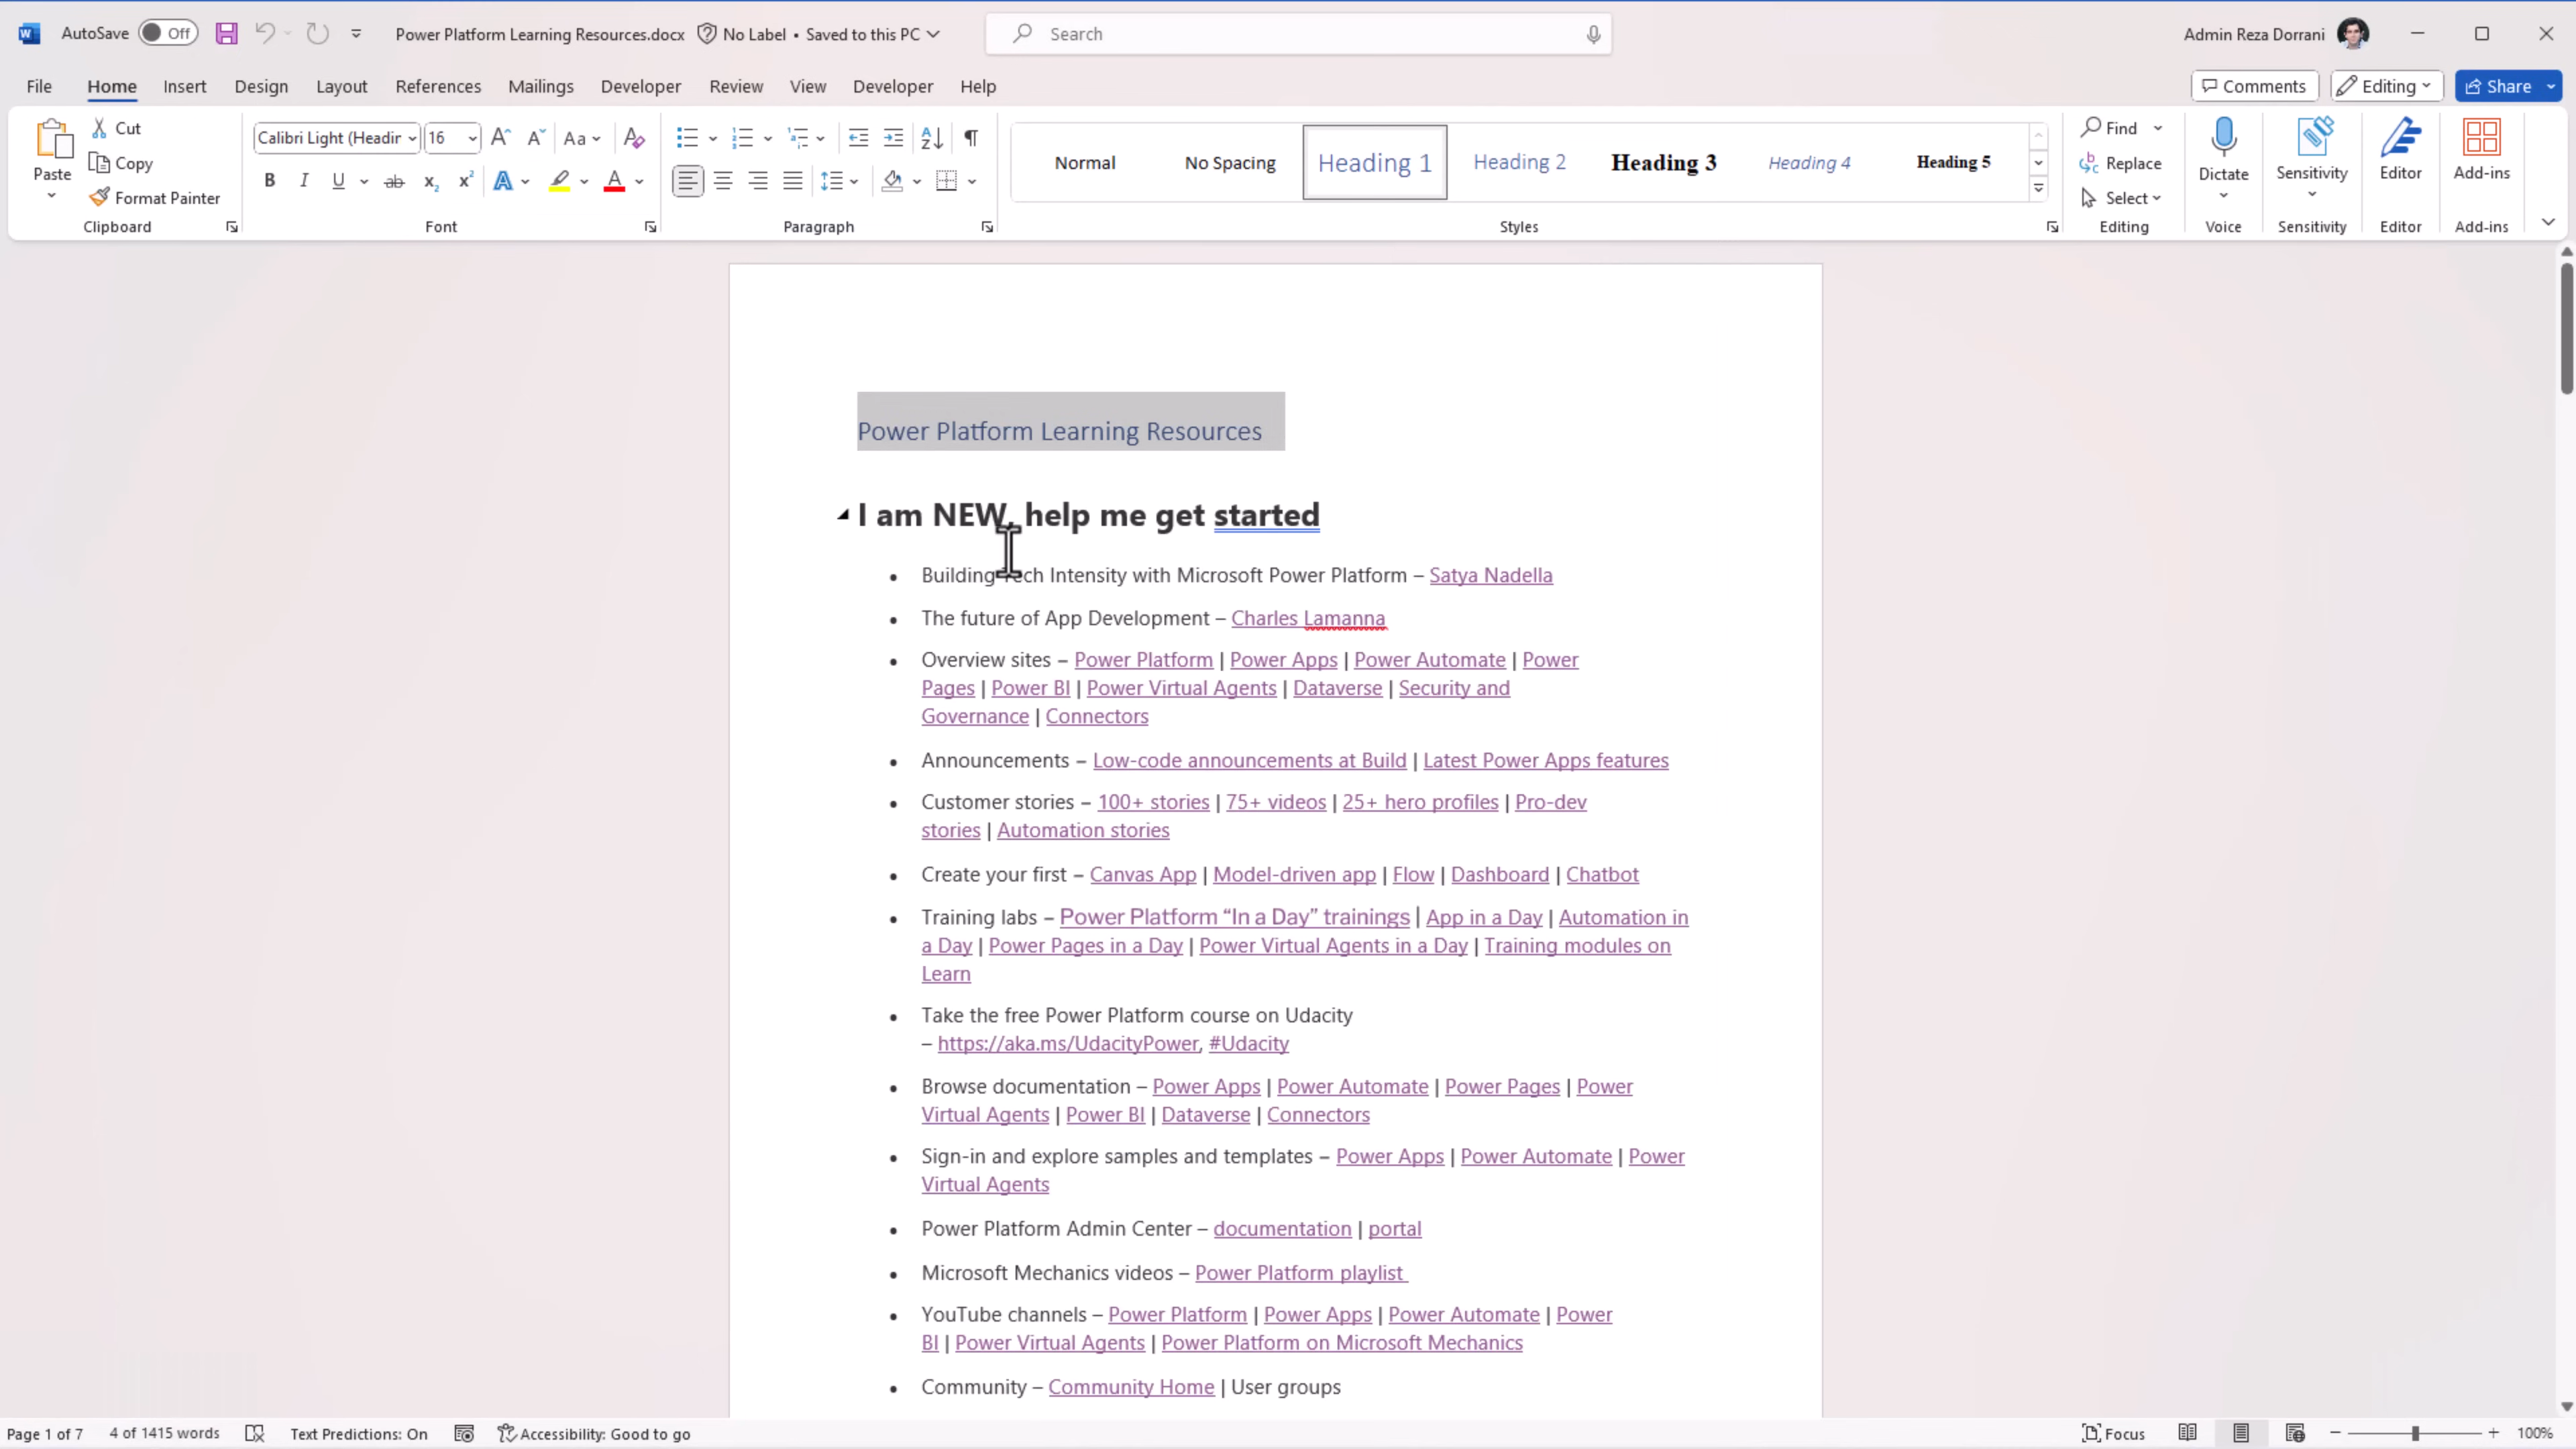 AutoSave Off Power Platform Learning Resources.docx No Label • Saved to this PC Search Admin Reza Dorrani
File Home Insert Design Layout References Mailings Developer Review View Developer Help Comments Editing Share
Paste Cut Copy Format Painter Clipboard
Calibri Light (Headir 16 Aa Font
Paragraph
Normal No Spacing Heading 1 Heading 2 Heading 3 Heading 4 Heading 5 Styles
Find Replace Select Editing
Dictate Voice
Sensitivity Sensitivity
Editor Editor
Add-ins Add-ins
Power Platform Learning Resources
I am NEW, help me get started
• Building Tech Intensity with Microsoft Power Platform – Satya Nadella
• The future of App Development – Charles Lamanna
• Overview sites – Power Platform | Power Apps | Power Automate | Power
Pages | Power BI | Power Virtual Agents | Dataverse | Security and
Governance | Connectors
• Announcements – Low-code announcements at Build | Latest Power Apps features
• Customer stories – 100+ stories | 75+ videos | 25+ hero profiles | Pro-dev
stories | Automation stories
• Create your first – Canvas App | Model-driven app | Flow | Dashboard | Chatbot
• Training labs – Power Platform “In a Day” trainings | App in a Day | Automation in
a Day | Power Pages in a Day | Power Virtual Agents in a Day | Training modules on
Learn
• Take the free Power Platform course on Udacity
– https://aka.ms/UdacityPower, #Udacity
• Browse documentation – Power Apps | Power Automate | Power Pages | Power
Virtual Agents | Power BI | Dataverse | Connectors
• Sign-in and explore samples and templates – Power Apps | Power Automate | Power
Virtual Agents
• Power Platform Admin Center – documentation | portal
• Microsoft Mechanics videos – Power Platform playlist
• YouTube channels – Power Platform | Power Apps | Power Automate | Power
BI | Power Virtual Agents | Power Platform on Microsoft Mechanics
• Community – Community Home | User groups
Page 1 of 7 4 of 1415 words Text Predictions: On Accessibility: Good to go Focus 100%